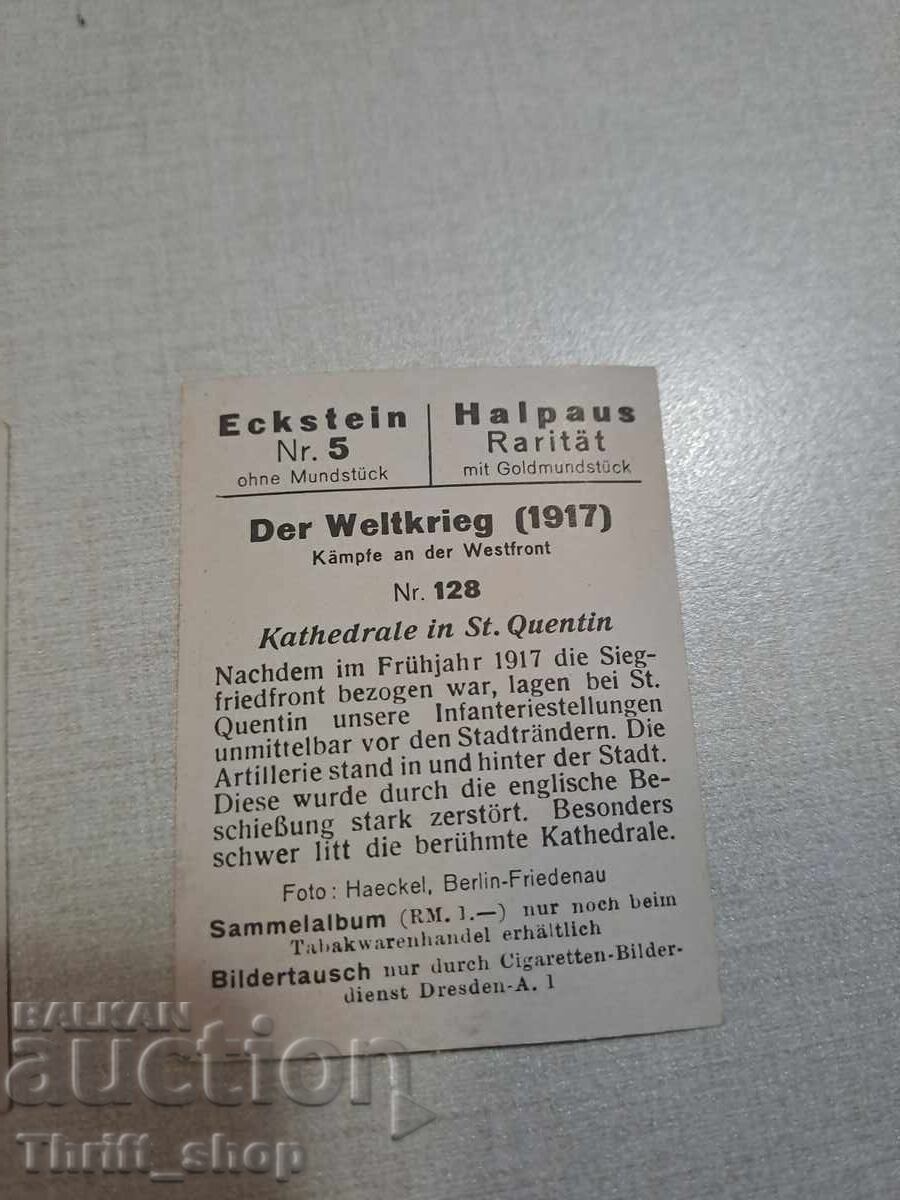 Eckstein
Nr. 5
ohne Mundstück
Halpaus
Rarität
mit Goldmundstück
Der Weltkrieg (1917)
Kämpfe an der Westfront
Nr. 128
Kathedrale in St. Quentin
Nachdem im Frühjahr 1917 die Sieg-
friedfront bezogen war, lagen bei St.
Quentin unsere Infanteriestellungen
unmittelbar vor den Stadträndern. Die
Artillerie stand in und hinter der Stadt.
Diese wurde durch die englische Be-
schießung stark zerstört. Besonders
schwer litt die berühmte Kathedrale.
Foto: Haeckel, Berlin-Friedenau
Sammelalbum (RM. 1.—) nur noch beim
Tabakwarenhandel erhältlich
Bildertausch nur durch Cigaretten-Bilder-
dienst Dresden-A. 1
BALKAN
auction
Thrift_shop